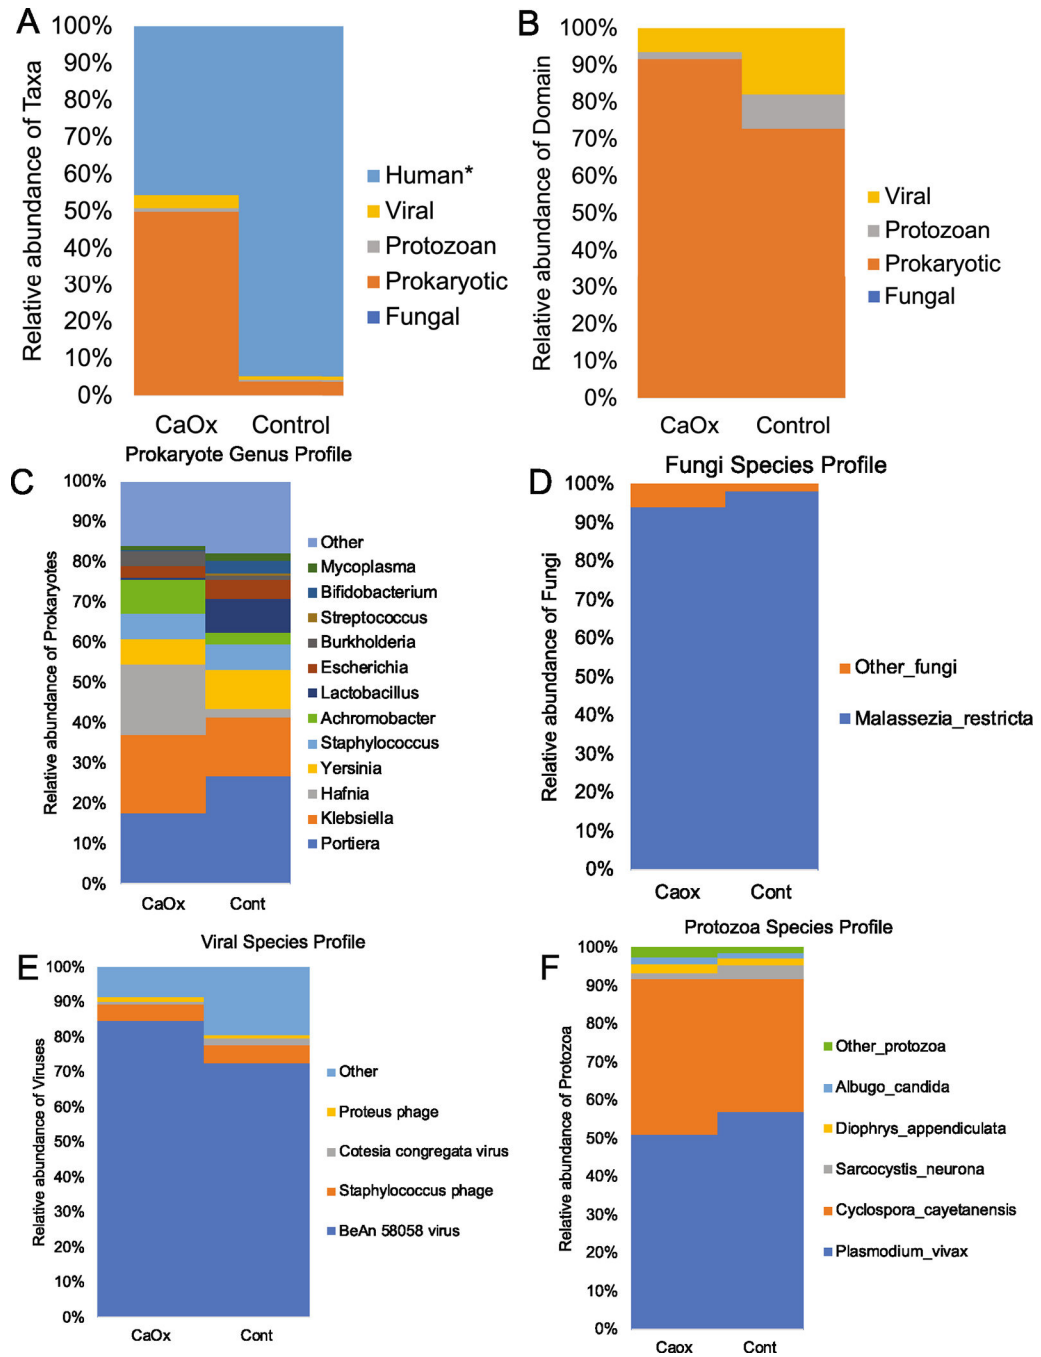 A
Relative abundance of Taxa
100%
90%
80%
70%
60%
50%
40%
30%
20%
10%
0%
CaOx Control
Human*
Viral
Protozoan
Prokaryotic
Fungal
B
Relative abundance of Domain
100%
90%
80%
70%
60%
50%
40%
30%
20%
10%
0%
CaOx Control
Viral
Protozoan
Prokaryotic
Fungal
Prokaryote Genus Profile
C
Relative abundance of Prokaryotes
100%
90%
80%
70%
60%
50%
40%
30%
20%
10%
0%
CaOx Cont
Other
Mycoplasma
Bifidobacterium
Streptococcus
Burkholderia
Escherichia
Lactobacillus
Achromobacter
Staphylococcus
Yersinia
Hafnia
Klebsiella
Portiera
Fungi Species Profile
D
Relative abundance of Fungi
100%
90%
80%
70%
60%
50%
40%
30%
20%
10%
0%
Caox Cont
Other_fungi
Malassezia_restricta
Viral Species Profile
E
Relative abundance of Viruses
100%
90%
80%
70%
60%
50%
40%
30%
20%
10%
0%
CaOx Cont
Other
Proteus phage
Cotesia congregata virus
Staphylococcus phage
BeAn 58058 virus
Protozoa Species Profile
F
Relative abundance of Protozoa
100%
90%
80%
70%
60%
50%
40%
30%
20%
10%
0%
Caox Cont
Other_protozoa
Albugo_candida
Diophrys_appendiculata
Sarcocystis_neurona
Cyclospora_cayetanensis
Plasmodium_vivax